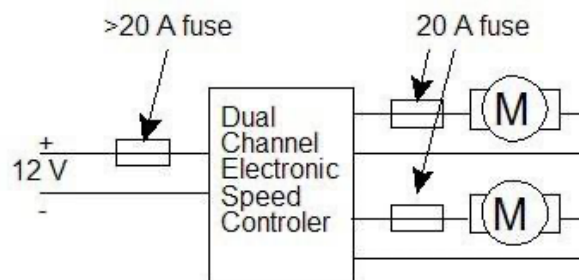 >20 A fuse
20 A fuse
Dual
Channel
Electronic
Speed
Controler
+
12 V
-
M
M